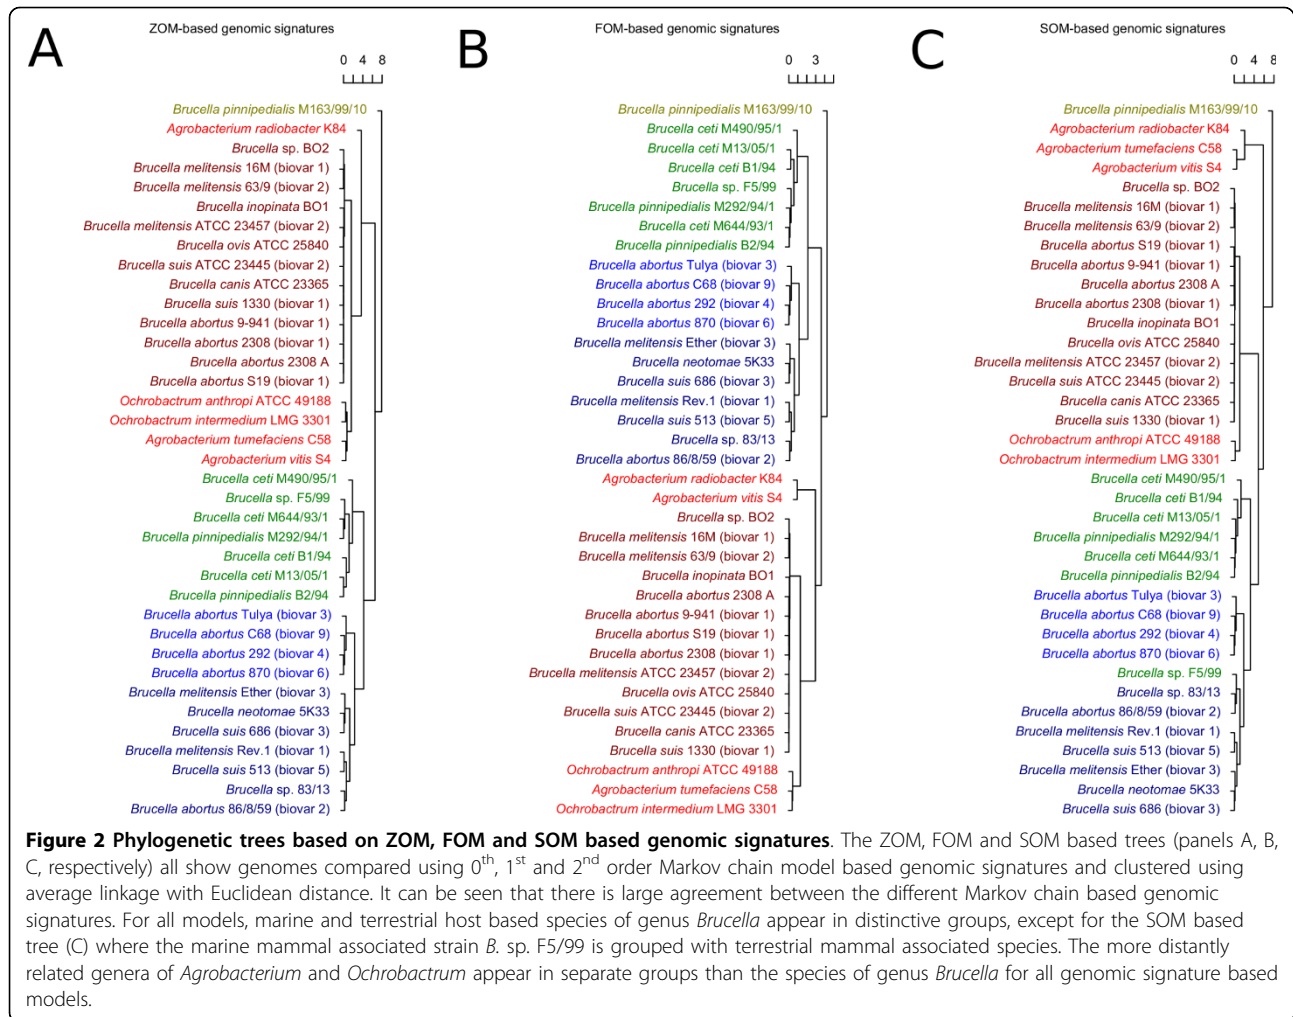 A
ZOM-based genomic signatures
0 4 8
Brucella pinnipedialis M163/99/10
Agrobacterium radiobacter K84
Brucella sp. BO2
Brucella melitensis 16M (biovar 1)
Brucella melitensis 63/9 (biovar 2)
Brucella inopinata BO1
Brucella melitensis ATCC 23457 (biovar 2)
Brucella ovis ATCC 25840
Brucella suis ATCC 23445 (biovar 2)
Brucella canis ATCC 23365
Brucella suis 1330 (biovar 1)
Brucella abortus 9-941 (biovar 1)
Brucella abortus 2308 (biovar 1)
Brucella abortus 2308 A
Brucella abortus S19 (biovar 1)
Ochrobactrum anthropi ATCC 49188
Ochrobactrum intermedium LMG 3301
Agrobacterium tumefaciens C58
Agrobacterium vitis S4
Brucella ceti M490/95/1
Brucella sp. F5/99
Brucella ceti M644/93/1
Brucella pinnipedialis M292/94/1
Brucella ceti B1/94
Brucella ceti M13/05/1
Brucella pinnipedialis B2/94
Brucella abortus Tulya (biovar 3)
Brucella abortus C68 (biovar 9)
Brucella abortus 292 (biovar 4)
Brucella abortus 870 (biovar 6)
Brucella melitensis Ether (biovar 3)
Brucella neotomae 5K33
Brucella suis 686 (biovar 3)
Brucella melitensis Rev.1 (biovar 1)
Brucella suis 513 (biovar 5)
Brucella sp. 83/13
Brucella abortus 86/8/59 (biovar 2)
B
FOM-based genomic signatures
0 3
Brucella pinnipedialis M163/99/10
Brucella ceti M490/95/1
Brucella ceti M13/05/1
Brucella ceti B1/94
Brucella sp. F5/99
Brucella pinnipedialis M292/94/1
Brucella ceti M644/93/1
Brucella pinnipedialis B2/94
Brucella abortus Tulya (biovar 3)
Brucella abortus C68 (biovar 9)
Brucella abortus 292 (biovar 4)
Brucella abortus 870 (biovar 6)
Brucella melitensis Ether (biovar 3)
Brucella neotomae 5K33
Brucella suis 686 (biovar 3)
Brucella melitensis Rev.1 (biovar 1)
Brucella suis 513 (biovar 5)
Brucella sp. 83/13
Brucella abortus 86/8/59 (biovar 2)
Agrobacterium radiobacter K84
Agrobacterium vitis S4
Brucella sp. BO2
Brucella melitensis 16M (biovar 1)
Brucella melitensis 63/9 (biovar 2)
Brucella inopinata BO1
Brucella abortus 2308 A
Brucella abortus 9-941 (biovar 1)
Brucella abortus S19 (biovar 1)
Brucella abortus 2308 (biovar 1)
Brucella melitensis ATCC 23457 (biovar 2)
Brucella ovis ATCC 25840
Brucella suis ATCC 23445 (biovar 2)
Brucella canis ATCC 23365
Brucella suis 1330 (biovar 1)
Ochrobactrum anthropi ATCC 49188
Agrobacterium tumefaciens C58
Ochrobactrum intermedium LMG 3301
C
SOM-based genomic signatures
0 4 8
Brucella pinnipedialis M163/99/10
Agrobacterium radiobacter K84
Agrobacterium tumefaciens C58
Agrobacterium vitis S4
Brucella sp. BO2
Brucella melitensis 16M (biovar 1)
Brucella melitensis 63/9 (biovar 2)
Brucella abortus S19 (biovar 1)
Brucella abortus 9-941 (biovar 1)
Brucella abortus 2308 A
Brucella abortus 2308 (biovar 1)
Brucella inopinata BO1
Brucella ovis ATCC 25840
Brucella melitensis ATCC 23457 (biovar 2)
Brucella suis ATCC 23445 (biovar 2)
Brucella canis ATCC 23365
Brucella suis 1330 (biovar 1)
Ochrobactrum anthropi ATCC 49188
Ochrobactrum intermedium LMG 3301
Brucella ceti M490/95/1
Brucella ceti B1/94
Brucella ceti M13/05/1
Brucella pinnipedialis M292/94/1
Brucella ceti M644/93/1
Brucella pinnipedialis B2/94
Brucella abortus Tulya (biovar 3)
Brucella abortus C68 (biovar 9)
Brucella abortus 292 (biovar 4)
Brucella abortus 870 (biovar 6)
Brucella sp. F5/99
Brucella sp. 83/13
Brucella abortus 86/8/59 (biovar 2)
Brucella melitensis Rev.1 (biovar 1)
Brucella suis 513 (biovar 5)
Brucella melitensis Ether (biovar 3)
Brucella neotomae 5K33
Brucella suis 686 (biovar 3)
Figure 2 Phylogenetic trees based on ZOM, FOM and SOM based genomic signatures. The ZOM, FOM and SOM based trees (panels A, B,
C, respectively) all show genomes compared using 0th, 1st and 2nd order Markov chain model based genomic signatures and clustered using
average linkage with Euclidean distance. It can be seen that there is large agreement between the different Markov chain based genomic
signatures. For all models, marine and terrestrial host based species of genus Brucella appear in distinctive groups, except for the SOM based
tree (C) where the marine mammal associated strain B. sp. F5/99 is grouped with terrestrial mammal associated species. The more distantly
related genera of Agrobacterium and Ochrobactrum appear in separate groups than the species of genus Brucella for all genomic signature based
models.